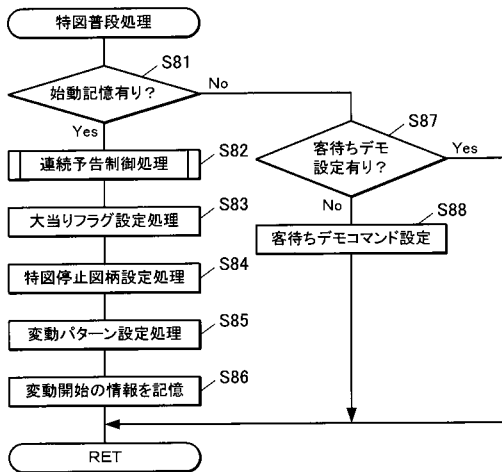 特図普段処理
S81
始動記憶有り?
No
Yes
S87
客待ちデモ
設定有り?
Yes
No
S82
連続予告制御処理
S83
大当りフラグ設定処理
S88
客待ちデモコマンド設定
S84
特図停止図柄設定処理
S85
変動パターン設定処理
S86
変動開始の情報を記憶
RET